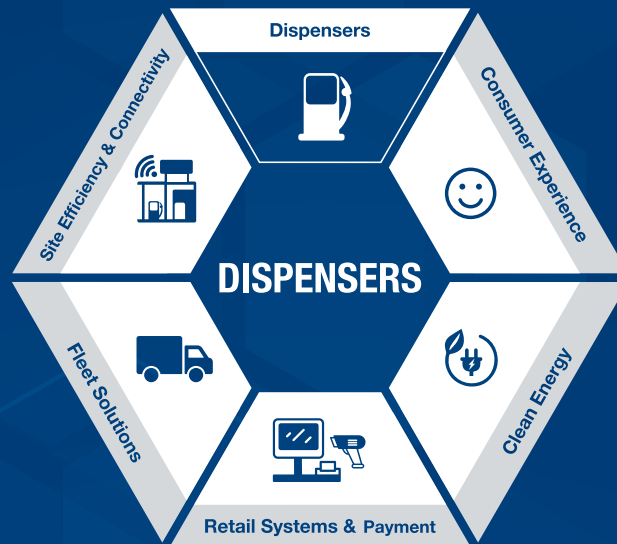 Dispensers
Site Efficiency & Connectivity
Consumer Experience
DISPENSERS
Fleet Solutions
Clean Energy
Retail Systems & Payment